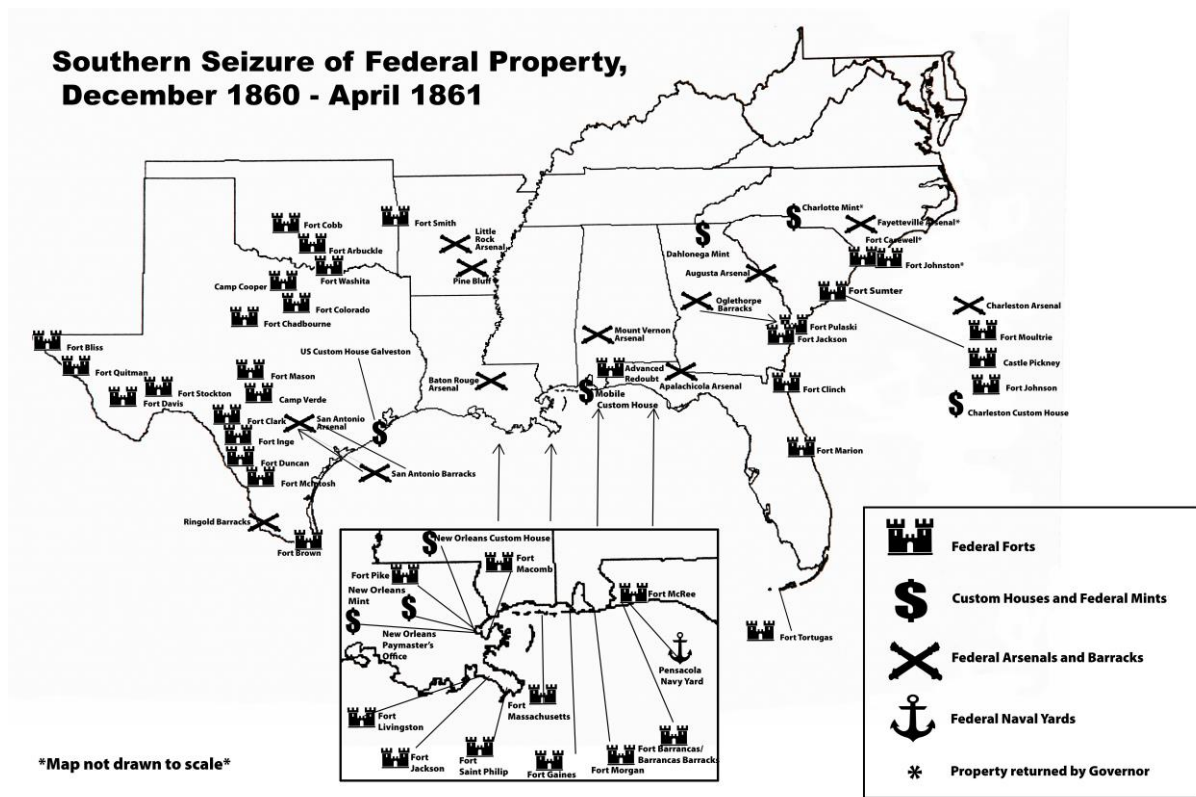 Southern Seizure of Federal Property,
December 1860 - April 1861
Fort Cobb
Fort Arbuckle
Fort Washita
Fort Smith
Little
Rock
Arsenal
Pine Bluff
Camp Cooper
Fort Colorado
Fort Chadbourne
Fort Bliss
Fort Quitman
Fort Davis
Fort Stockton
Fort Mason
Camp Verde
US Custom House Galveston
Fort Clark
San Antonio
Arsenal
Fort Inge
Fort Duncan
Fort McIntosh
San Antonio Barracks
Ringold Barracks
Fort Brown
Baton Rouge
Arsenal
Mount Vernon
Arsenal
Mobile
Custom House
Advanced
Redoubt
Apalachicola Arsenal
Dahlonega Mint
Augusta Arsenal
Oglethorpe
Barracks
Fort Pulaski
Fort Jackson
Charlotte Mint*
Fayetteville Arsenal*
Fort Casewell*
Fort Johnston*
Fort Sumter
Charleston Arsenal
Fort Moultrie
Castle Pickney
Fort Johnson
Charleston Custom House
Fort Clinch
Fort Marion
Fort Tortugas
New Orleans Custom House
Fort
Macomb
Fort Pike
New Orleans
Mint
New Orleans
Paymaster's
Office
Fort McRee
Pensacola
Navy Yard
Fort
Livingston
Fort
Jackson
Fort
Saint Philip
Fort
Massachusetts
Fort Gaines
Fort Morgan
Fort Barrancas/
Barrancas Barracks
Federal Forts
$ Custom Houses and Federal Mints
Federal Arsenals and Barracks
Federal Naval Yards
* Property returned by Governor
*Map not drawn to scale*